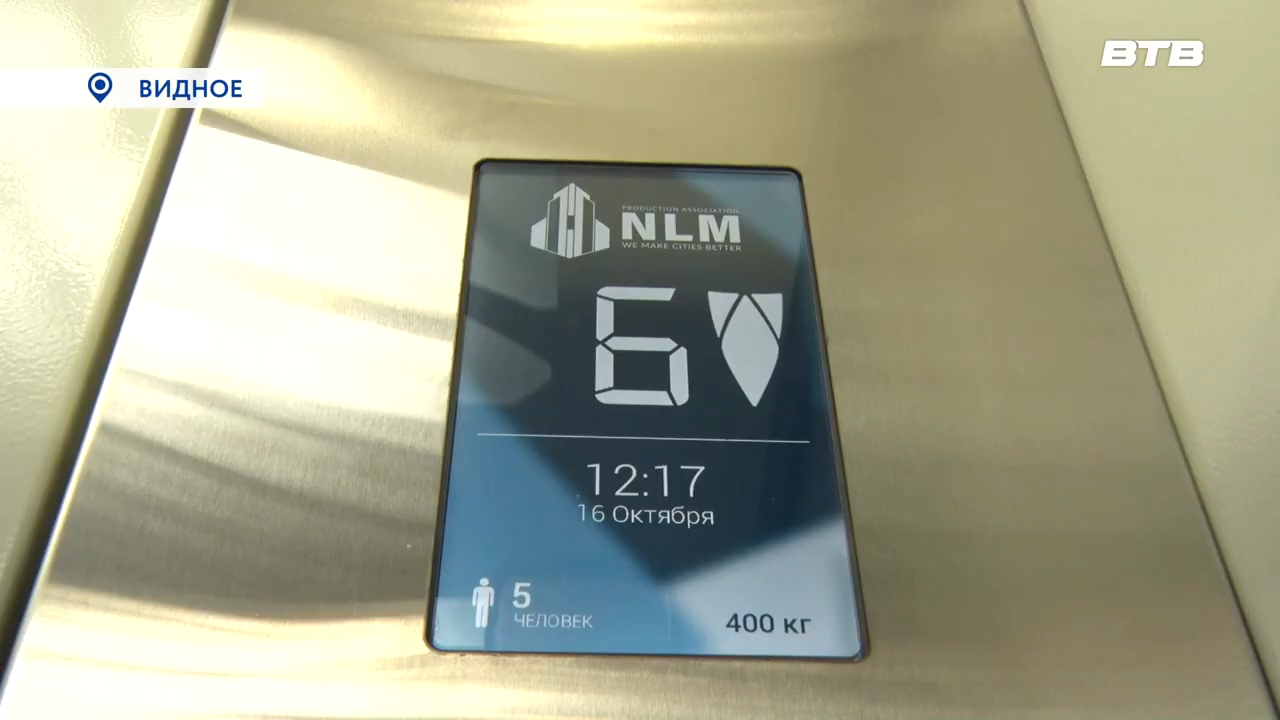 ВИДНОЕ
ВТВ
PRODUCTION ASSOCIATION
NLM
WE MAKE CITIES BETTER
6
12:17
16 Октября
5
ЧЕЛОВЕК
400 кг